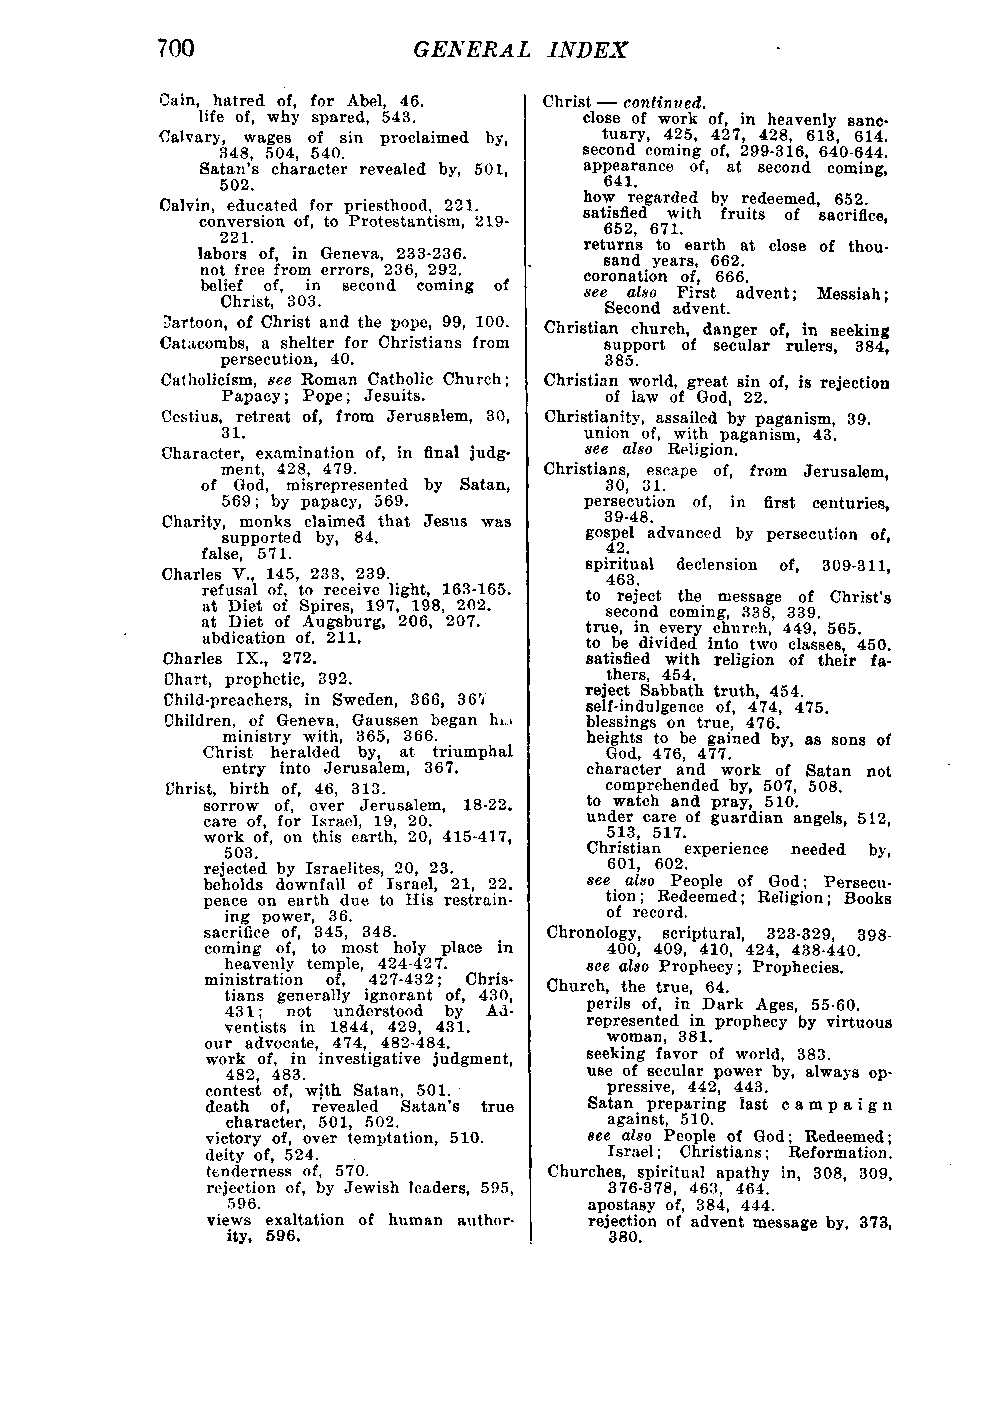 700 GENERAL INDEX
Cain, hatred of, for Abel, 46.
life of, why spared, 543.
Calvary, wages of sin proclaimed by,
348, 504, 540.
Satan's character revealed by, 501,
502.
Calvin, educated for priesthood, 221.
conversion of, to Protestantism, 219-
221.
labors of, in Geneva, 233-236.
not free from errors, 236, 292.
belief of, in second coming of
Christ, 303.
Cartoon, of Christ and the pope, 99, 100.
Catacombs, a shelter for Christians from
persecution, 40.
Catholicism, see Roman Catholic Church;
Papacy; Pope; Jesuits.
Cestius, retreat of, from Jerusalem, 30,
31.
Character, examination of, in final judg-
ment, 428, 479.
of God, misrepresented by Satan,
569; by papacy, 569.
Charity, monks claimed that Jesus was
supported by, 84.
false, 571.
Charles V., 145, 233, 239.
refusal of, to receive light, 163-165.
at Diet of Spires, 197, 198, 202.
at Diet of Augsburg, 206, 207.
abdication of, 211.
Charles IX., 272.
Chart, prophetic, 392.
Child-preachers, in Sweden, 366, 367
Children, of Geneva, Gaussen began
ministry with, 365, 366.
Christ heralded by, at triumphal
entry into Jerusalem, 367.
Christ, birth of, 46, 313.
sorrow of, over Jerusalem, 18-22.
care of, for Israel, 19, 20.
work of, on this earth, 20, 415-417,
503.
rejected by Israelites, 20, 23.
beholds downfall of Israel, 21, 22.
peace on earth due to His restrain-
ing power, 36.
sacrifice of, 345, 348.
coming of, to most holy place in
heavenly temple, 424-427.
ministration of, 427-432; Chris-
tians generally ignorant of, 430,
431; not understood by Ad-
ventists in 1844, 429, 431.
our advocate, 474, 482-484.
work of, in investigative judgment,
482, 483.
contest of, with Satan, 501.
death of, revealed Satan's true
character, 501, 502.
victory of, over temptation, 510.
deity of, 524.
tenderness of, 570.
rejection of, by Jewish leaders, 595,
596.
views exaltation of human author-
ity, 596.
Christ — continued.
close of work of, in heavenly sanc-
tuary, 425, 427, 428, 613, 614.
second coming of, 299-316, 640-644.
appearance of, at second coming,
641.
how regarded by redeemed, 652.
satisfied with fruits of sacrifice,
652, 671.
returns to earth at close of thou-
sand years, 662.
coronation of, 666.
see also First advent; Messiah;
Second advent.
Christian church, danger of, in seeking
support of secular rulers, 384,
385.
Christian world, great sin of, is rejection
of law of God, 22.
Christianity, assailed by paganism, 39.
union of, with paganism, 43.
see also Religion.
Christians, escape of, from Jerusalem,
30, 31.
persecution of, in first centuries,
39-48.
gospel advanced by persecution of,
42.
spiritual declension of, 309-311,
463.
to reject the message of Christ's
second coming, 338, 339.
true, in every church, 449, 565.
to be divided into two classes, 450.
satisfied with religion of their fa-
thers, 454.
reject Sabbath truth, 454.
self-indulgence of, 474, 475.
blessings on true, 476.
heights to be gained by, as sons of
God, 476, 477.
character and work of Satan not
comprehended by, 507, 508.
to watch and pray, 510.
under care of guardian angels, 512,
513, 517.
Christian experience needed by,
601, 602.
see also People of God; Persecu-
tion; Redeemed; Religion; Books
of record.
Chronology, scriptural, 323-329, 398-
400, 409, 410, 424, 438-440.
see also Prophecy; Prophecies.
Church, the true, 64.
perils of, in Dark Ages, 55-60.
represented in prophecy by virtuous
woman, 381.
seeking favor of world, 383.
use of secular power by, always op-
pressive, 442, 443.
Satan preparing last campaign
against, 510.
see also People of God; Redeemed;
Israel; Christians; Reformation.
Churches, spiritual apathy in, 308, 309,
376-378, 463, 464.
apostasy of, 384, 444.
rejection of advent message by, 373,
380.